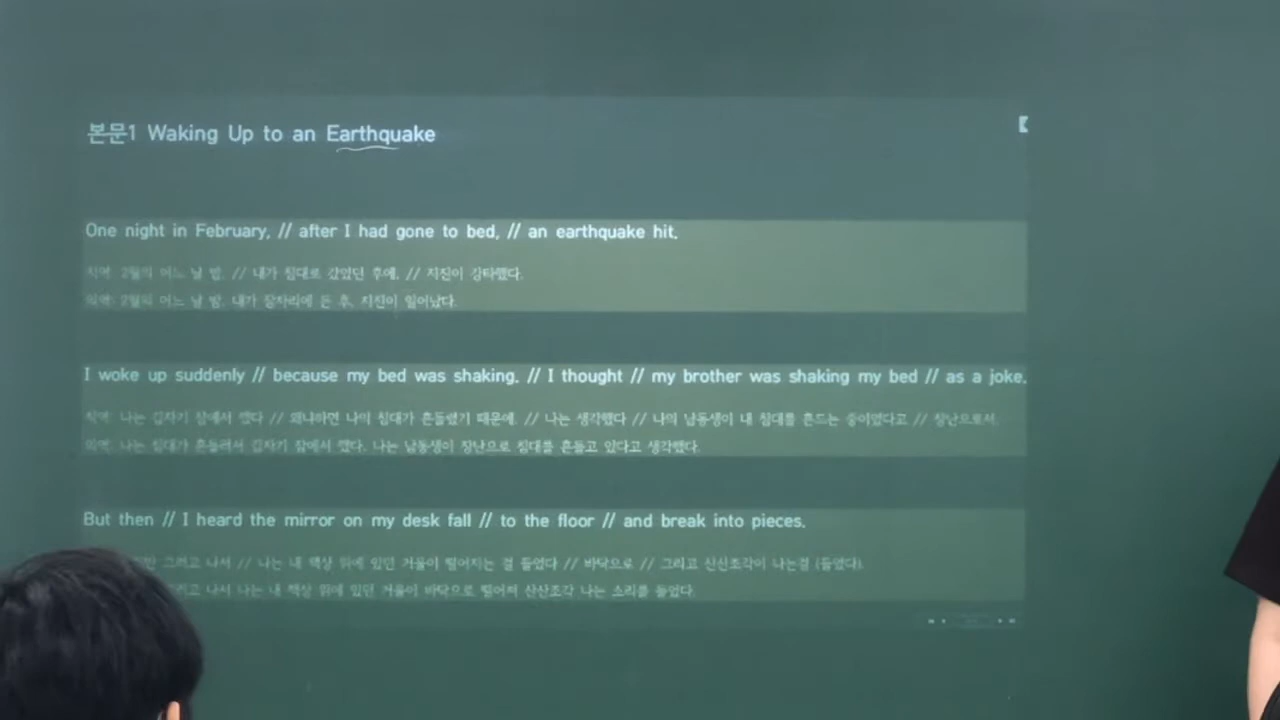 본문1 Waking Up to an Earthquake
One night in February, // after I had gone to bed, // an earthquake hit.
직역: 2월의 어느 날 밤, // 내가 침대로 갔었던 후에, // 지진이 강타했다.
의역: 2월의 어느 날 밤, 내가 잠자리에 든 후, 지진이 일어났다.
I woke up suddenly // because my bed was shaking. // I thought // my brother was shaking my bed // as a joke.
직역: 나는 갑자기 잠에서 깼다 // 왜냐하면 나의 침대가 흔들렸기 때문에. // 나는 생각했다 // 나의 남동생이 내 침대를 흔드는 중이었다고 // 장난으로서.
의역: 나는 침대가 흔들려서 갑자기 잠에서 깼다. 나는 남동생이 장난으로 침대를 흔들고 있다고 생각했다.
But then // I heard the mirror on my desk fall // to the floor // and break into pieces.
그리고 나서 // 나는 내 책상 위에 있던 거울이 떨어지는 걸 들었다 // 바닥으로 // 그리고 산산조각이 나는걸 (들었다).
나서 나는 내 책상 위에 있던 거울이 바닥으로 떨어져 산산조각 나는 소리를 들었다.